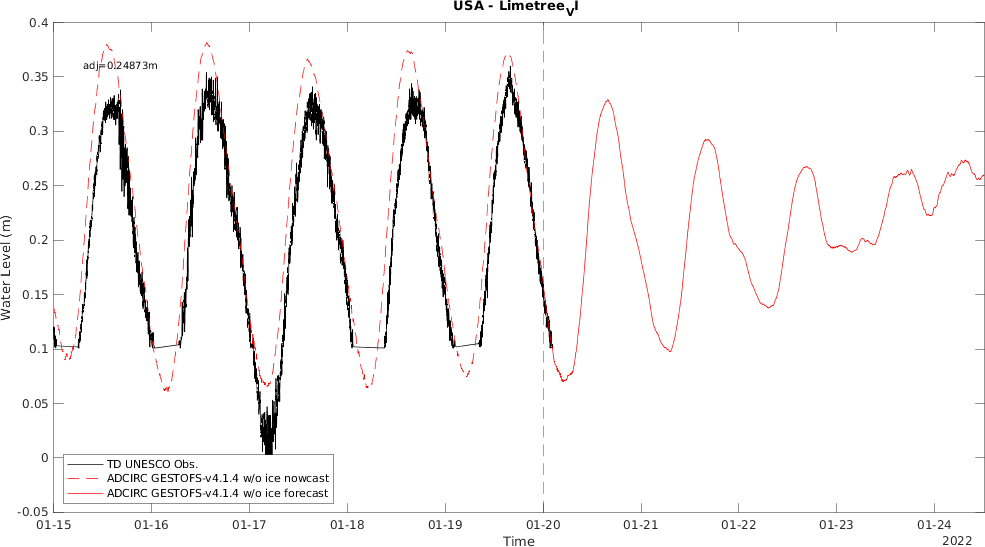 USA - Limetree_VI
0.4
0.35
0.3
0.25
0.2
0.15
0.1
0.05
0
-0.05
Water Level (m)
adj=0.24873m
TD UNESCO Obs.
ADCIRC GESTOFS-v4.1.4 w/o ice nowcast
ADCIRC GESTOFS-v4.1.4 w/o ice forecast
01-15 01-16 01-17 01-18 01-19 01-20 01-21 01-22 01-23 01-24
Time
2022